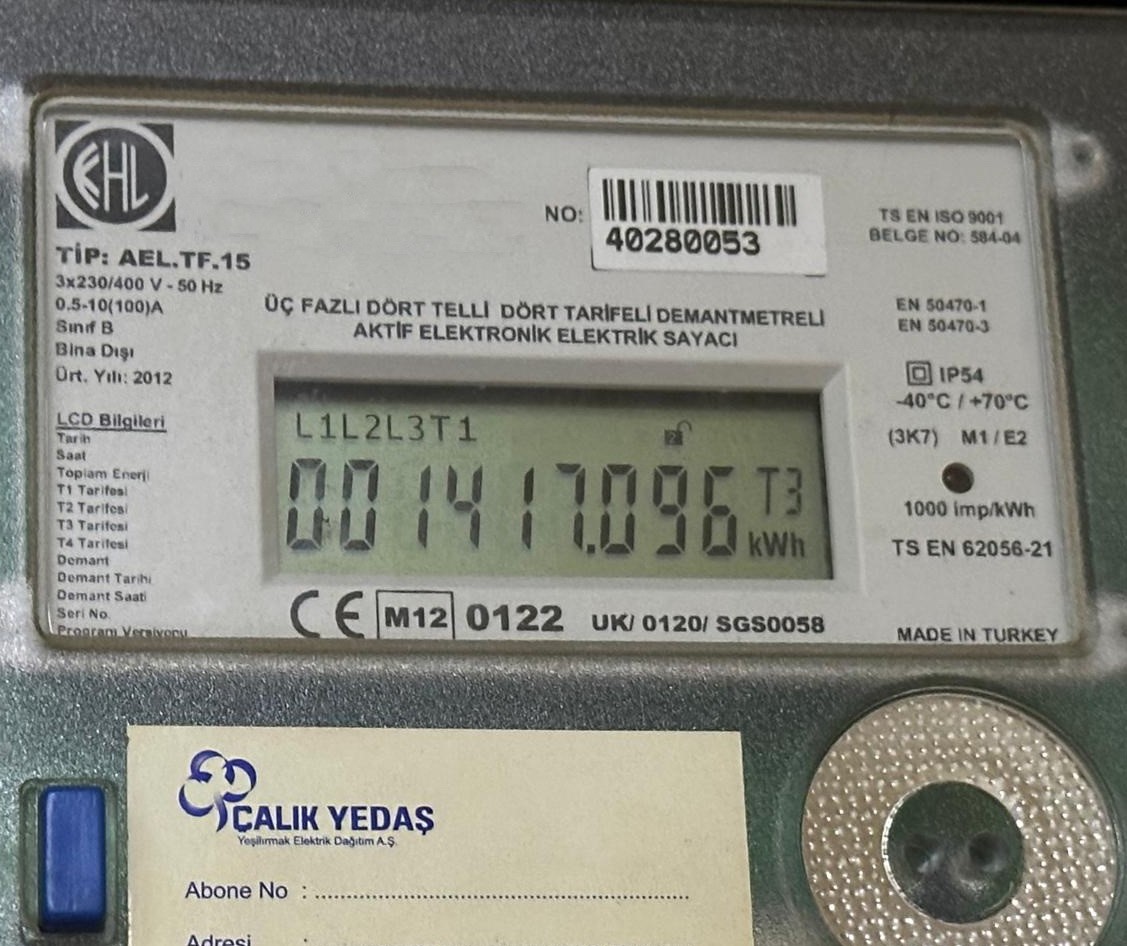 EHL
NO: 40280053
TS EN ISO 9001
BELGE NO: 584-04
TİP: AEL.TF.15
3x230/400 V - 50 Hz
0.5-10(100)A
Sınıf B
Bina Dışı
Ürt. Yılı: 2012
ÜÇ FAZLI DÖRT TELLİ DÖRT TARİFELİ DEMANTMETRELİ
AKTİF ELEKTRONİK ELEKTRİK SAYACI
EN 50470-1
EN 50470-3
IP54
-40°C / +70°C
(3K7) M1 / E2
1000 imp/kWh
TS EN 62056-21
LCD Bilgileri
Tarih
Saat
Toplam Enerji
T1 Tarifesi
T2 Tarifesi
T3 Tarifesi
T4 Tarifesi
Demant
Demant Tarihi
Demant Saati
Seri No
Program Versiyonu
L1L2L3T1
001417.096 T3
kWh
CE M12 0122 UK/ 0120/ SGS0058
MADE IN TURKEY
ÇALIK YEDAŞ
Yeşilırmak Elektrik Dağıtım A.Ş.
Abone No :
Adresi :